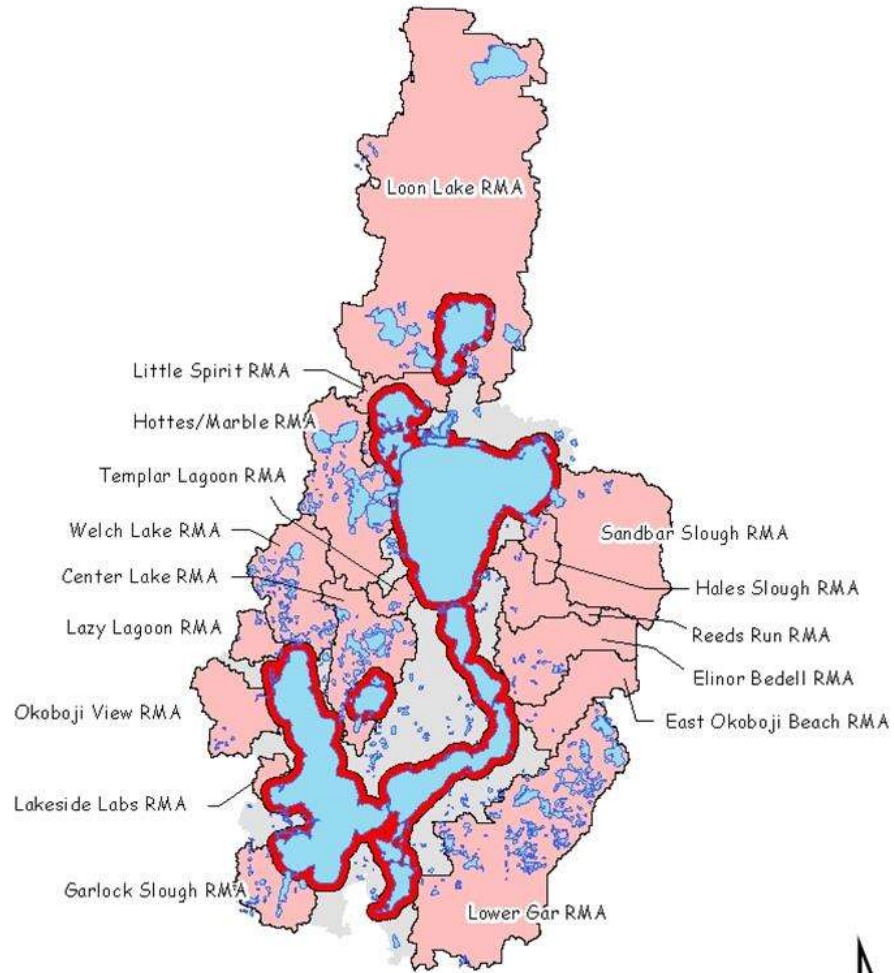 Loon Lake RMA
Little Spirit RMA
Hottes/Marble RMA
Templar Lagoon RMA
Welch Lake RMA
Sandbar Slough RMA
Center Lake RMA
Hales Slough RMA
Lazy Lagoon RMA
Reeds Run RMA
Elinor Bedell RMA
Okoboji View RMA
East Okoboji Beach RMA
Lakeside Labs RMA
Garlock Slough RMA
Lower Gar RMA